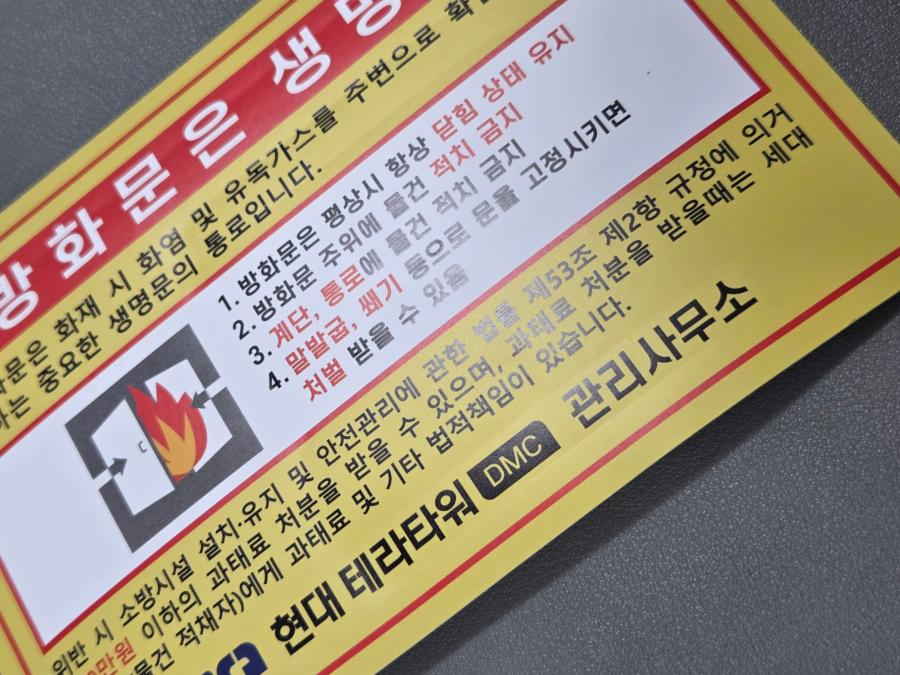 방화문은 생명
화문은 화재 시 화염 및 유독가스를 주변으로
하는 중요한 생명문의 통로입니다.
1. 방화문은 평상시 항상 닫힘 상태 유지
2. 방화문 주위에 물건 적치 금지
3. 계단, 통로에 물건 적치 금지
4. 말발굽, 쐐기 등으로 문을 고정시키면
처벌 받을 수 있음
위반 시 소방시설 설치·유지 및 안전관리에 관한 법률 제53조 제2항 규정에 의거
만원 이하의 과태료 처분을 받을 수 있으며, 과태료 처분을 받을때는 세대
물건 적채자)에게 과태료 및 기타 법적책임이 있습니다.
현대 테라타워 DMC 관리사무소